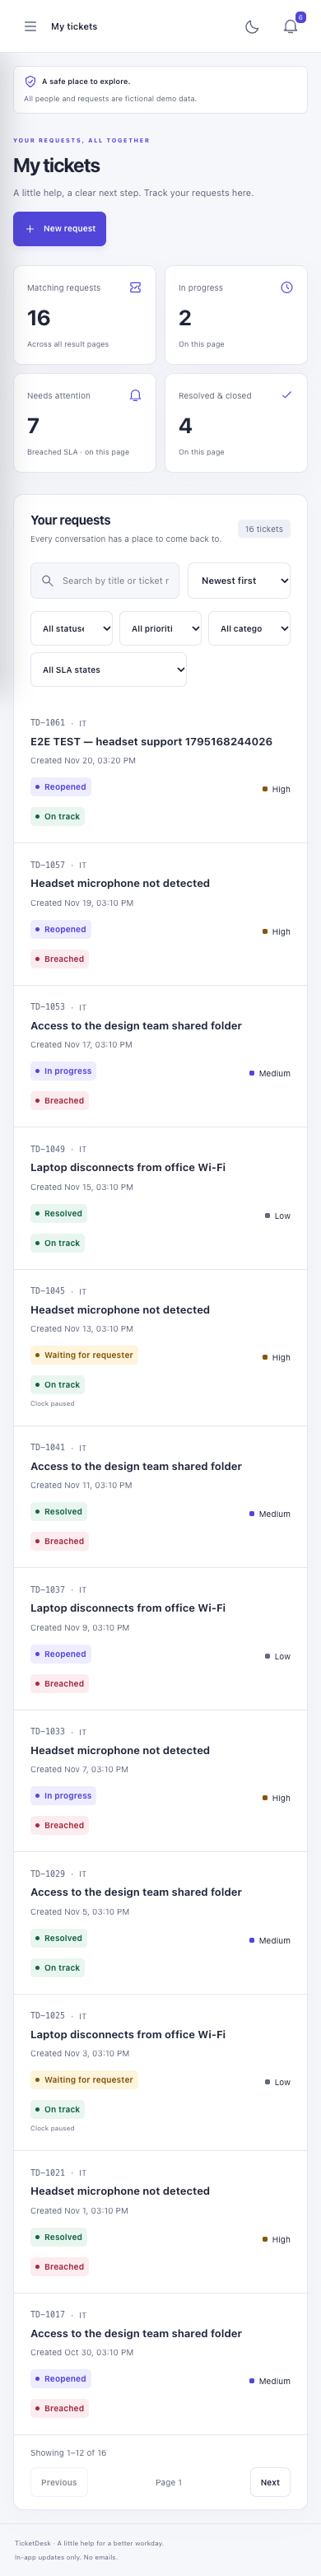 My tickets
6
A safe place to explore.
All people and requests are fictional demo data.
YOUR REQUESTS, ALL TOGETHER
My tickets
A little help, a clear next step. Track your requests here.
+ New request
Matching requests
16
Across all result pages
In progress
2
On this page
Needs attention
7
Breached SLA · on this page
Resolved & closed
4
On this page
Your requests
Every conversation has a place to come back to.
16 tickets
Search by title or ticket r
Newest first
All statuse
All prioriti
All catego
All SLA states
TD-1061 · IT
E2E TEST — headset support 1795168244026
Created Nov 20, 03:20 PM
Reopened
High
On track
TD-1057 · IT
Headset microphone not detected
Created Nov 19, 03:10 PM
Reopened
High
Breached
TD-1053 · IT
Access to the design team shared folder
Created Nov 17, 03:10 PM
In progress
Medium
Breached
TD-1049 · IT
Laptop disconnects from office Wi-Fi
Created Nov 15, 03:10 PM
Resolved
Low
On track
TD-1045 · IT
Headset microphone not detected
Created Nov 13, 03:10 PM
Waiting for requester
High
On track
Clock paused
TD-1041 · IT
Access to the design team shared folder
Created Nov 11, 03:10 PM
Resolved
Medium
Breached
TD-1037 · IT
Laptop disconnects from office Wi-Fi
Created Nov 9, 03:10 PM
Reopened
Low
Breached
TD-1033 · IT
Headset microphone not detected
Created Nov 7, 03:10 PM
In progress
High
Breached
TD-1029 · IT
Access to the design team shared folder
Created Nov 5, 03:10 PM
Resolved
Medium
On track
TD-1025 · IT
Laptop disconnects from office Wi-Fi
Created Nov 3, 03:10 PM
Waiting for requester
Low
On track
Clock paused
TD-1021 · IT
Headset microphone not detected
Created Nov 1, 03:10 PM
Resolved
High
Breached
TD-1017 · IT
Access to the design team shared folder
Created Oct 30, 03:10 PM
Reopened
Medium
Breached
Showing 1–12 of 16
Previous
Page 1
Next
TicketDesk · A little help for a better workday.
In-app updates only. No emails.